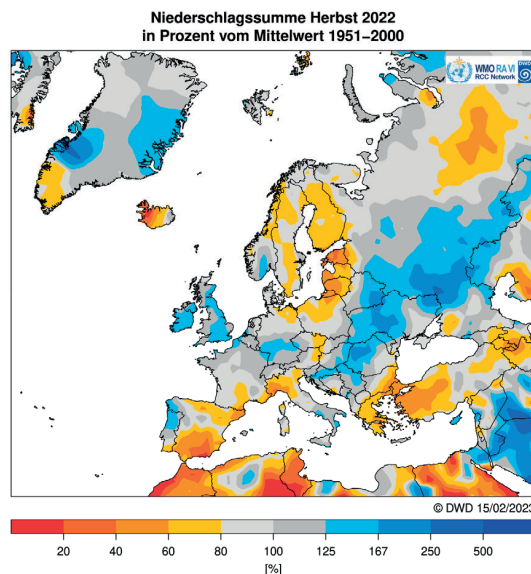 Niederschlagssumme Herbst 2022
in Prozent vom Mittelwert 1951−2000
WMO RA VI
RCC Network
DWD
© DWD 15/02/2023
20 40 60 80 100 125 167 250 500
[%]